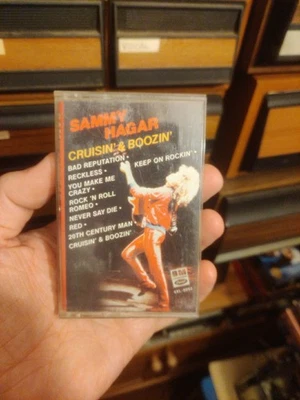 SAMMY
HAGAR
CRUISIN' & BOOZIN'
BAD REPUTATION •
KEEP ON ROCKIN' •
RECKLESS •
YOU MAKE ME
CRAZY •
ROCK 'N ROLL
ROMEO •
NEVER SAY DIE •
RED •
20TH CENTURY MAN •
CRUISIN' & BOOZIN'